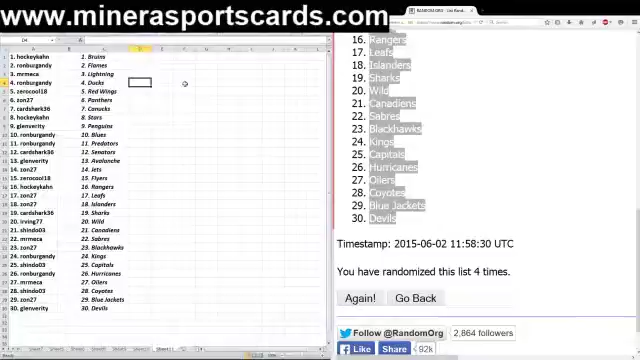 www.minerasportscards.com
1. hockeykahn 1. Bruins
2. ronburgandy 2. Flames
3. mrmeca 3. Lightning
4. ronburgandy 4. Ducks
5. zerocool18 5. Red Wings
6. zon27 6. Panthers
7. cardshark36 7. Canucks
8. hockeykahn 8. Stars
9. glenverity 9. Penguins
10. ronburgandy 10. Blues
11. ronburgandy 11. Predators
12. cardshark36 12. Senators
13. glenverity 13. Avalanche
14. zon27 14. Jets
15. zerocool18 15. Flyers
16. hockeykahn 16. Rangers
17. zon27 17. Leafs
18. zon27 18. Islanders
19. cardshark36 19. Sharks
20. irving77 20. Wild
21. shindo03 21. Canadiens
22. mrmeca 22. Sabres
23. zon27 23. Blackhawks
24. ronburgandy 24. Kings
25. shindo03 25. Capitals
26. ronburgandy 26. Hurricanes
27. mrmeca 27. Oilers
28. shindo03 28. Coyotes
29. zon27 29. Blue Jackets
30. glenverity 30. Devils
16. Rangers
17. Leafs
18. Islanders
19. Sharks
20. Wild
21. Canadiens
22. Sabres
23. Blackhawks
24. Kings
25. Capitals
26. Hurricanes
27. Oilers
28. Coyotes
29. Blue Jackets
30. Devils
Timestamp: 2015-06-02 11:58:30 UTC
You have randomized this list 4 times.
Again! Go Back
Follow @RandomOrg 2,864 followers
Like Share 92k